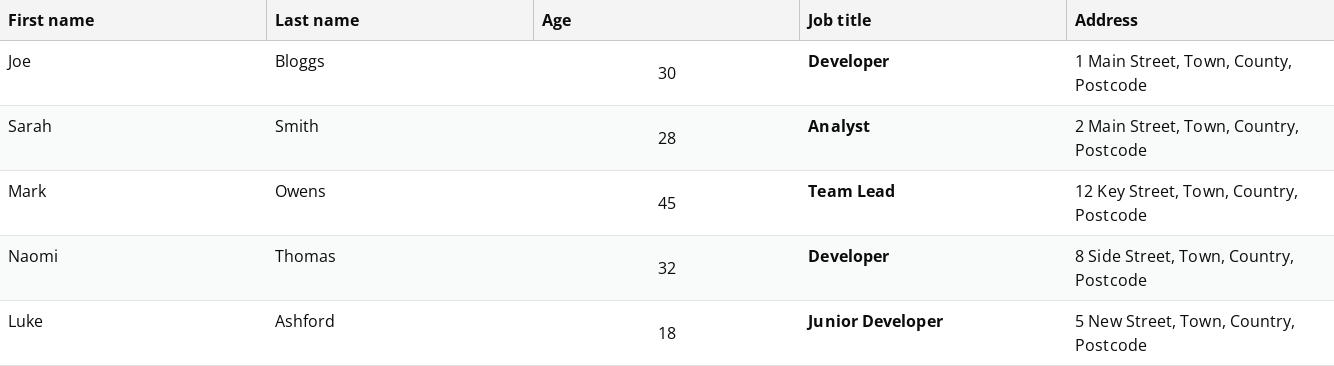 First name Last name Age Job title Address
Joe Bloggs 30 Developer 1 Main Street, Town, County,
Postcode
Sarah Smith 28 Analyst 2 Main Street, Town, Country,
Postcode
Mark Owens 45 Team Lead 12 Key Street, Town, Country,
Postcode
Naomi Thomas 32 Developer 8 Side Street, Town, Country,
Postcode
Luke Ashford 18 Junior Developer 5 New Street, Town, Country,
Postcode